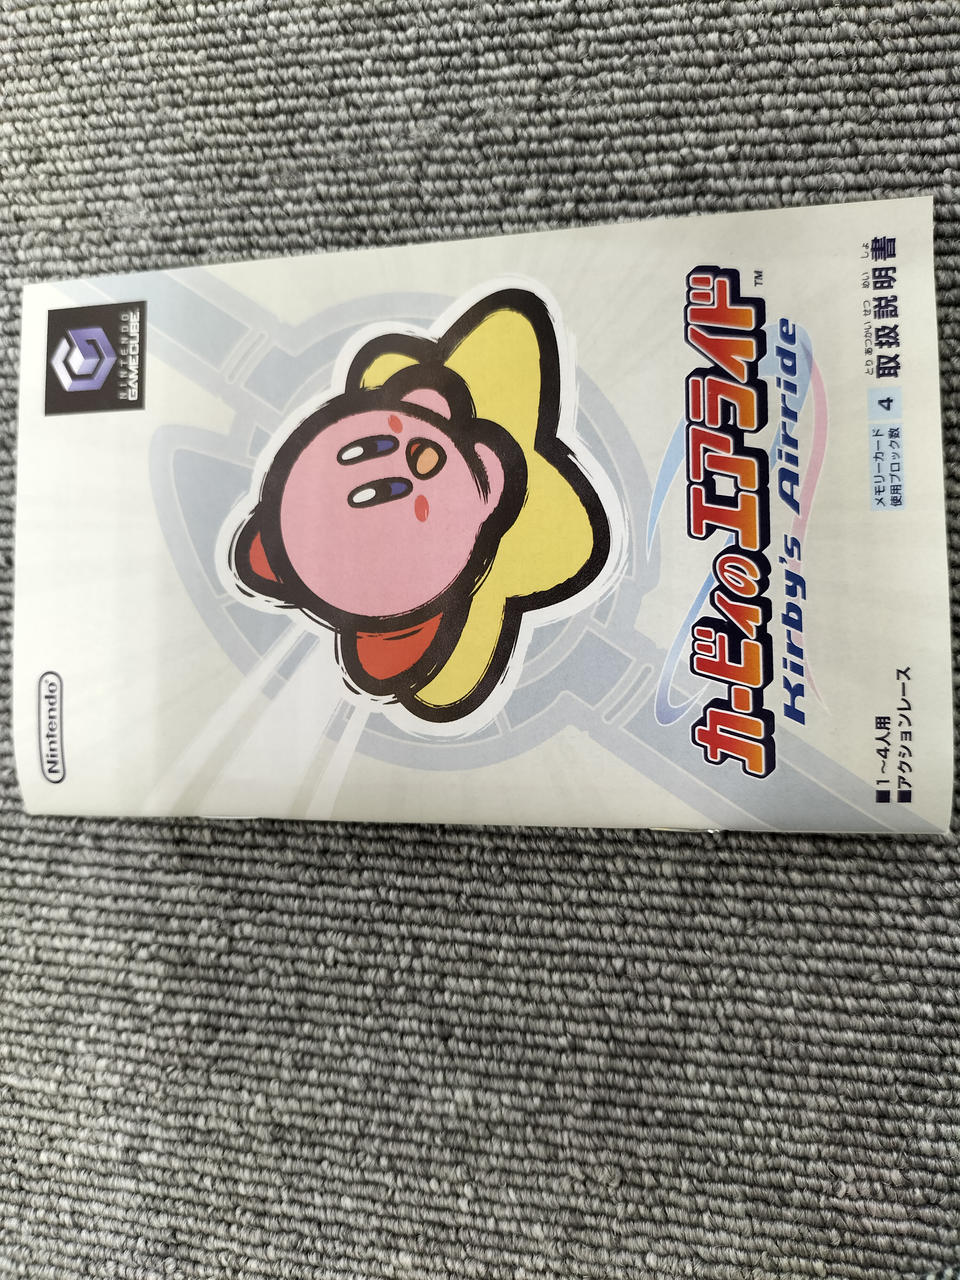 Nintendo®
NINTENDO
GAMECUBE™
カービィのエアライド™
Kirby's Airride
■1～4人用
■アクションレース
メモリーカード
使用ブロック数
4
とり あつかい せつ めい しょ
取扱説明書